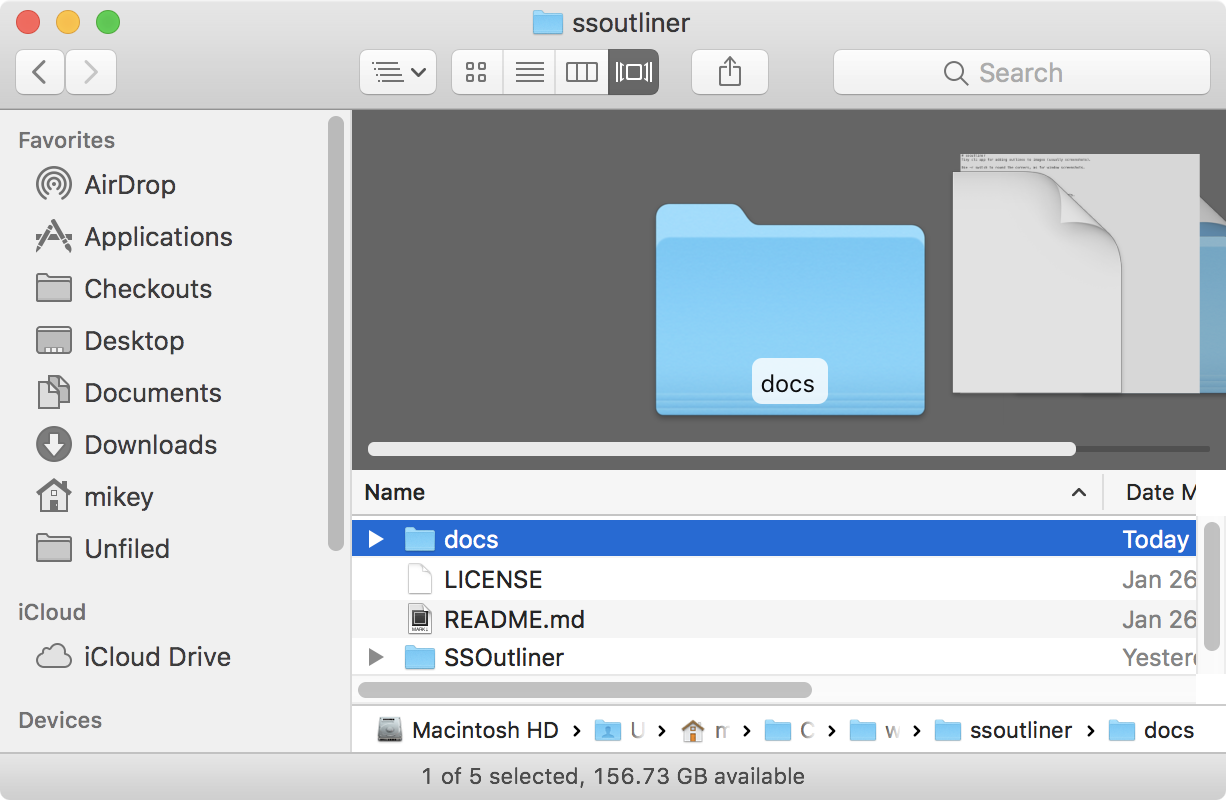 ssoutliner
Search
Favorites
AirDrop
Applications
Checkouts
Desktop
Documents
Downloads
mikey
Unfiled
iCloud
iCloud Drive
Devices
docs
Name Date M
docs Today
LICENSE Jan 26
README.md Jan 26
SSOutliner Yester
Macintosh HD › U › m › C › w › ssoutliner › docs
1 of 5 selected, 156.73 GB available